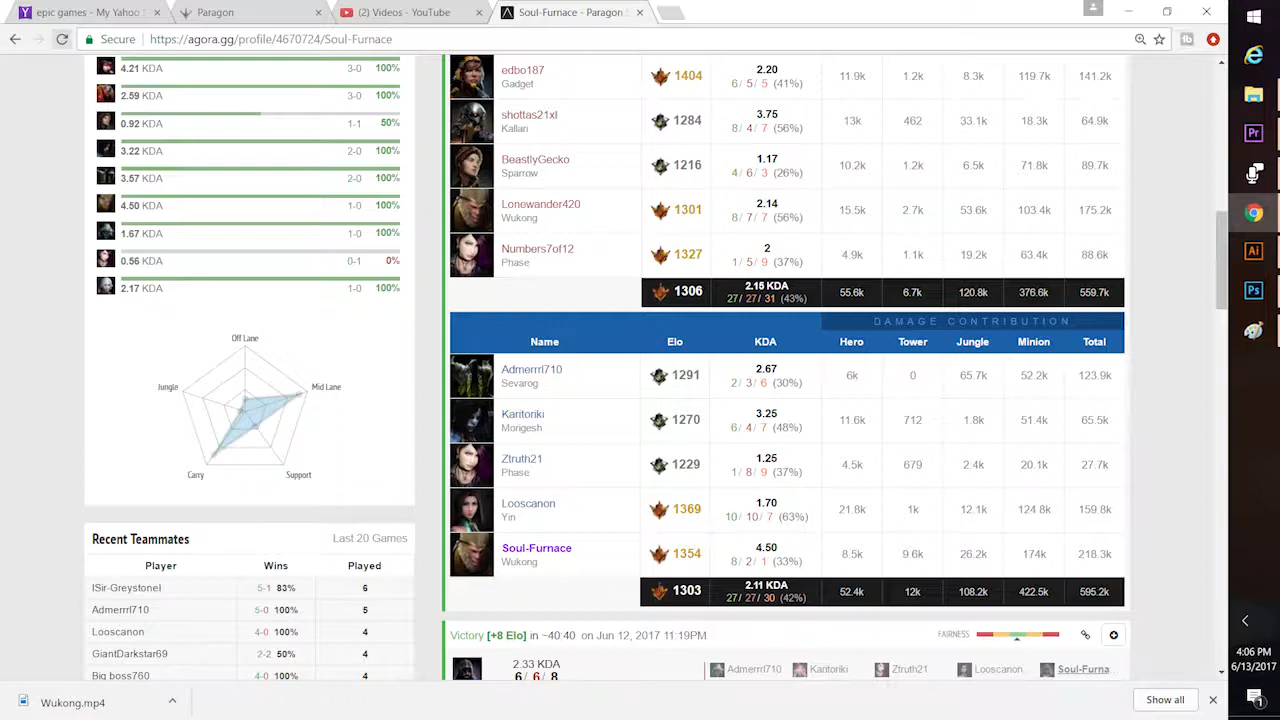 epic games - My Yahoo S
Paragon
(2) Videos - YouTube
Soul-Furnace - Paragon S
Secure
https://agora.gg/profile/4670724/Soul-Furnace
4.21 KDA 3-0 100%
2.59 KDA 3-0 100%
0.92 KDA 1-1 50%
3.22 KDA 2-0 100%
3.57 KDA 2-0 100%
4.50 KDA 1-0 100%
1.67 KDA 1-0 100%
0.56 KDA 0-1 0%
2.17 KDA 1-0 100%
Off Lane
Jungle
Mid Lane
Carry
Support
Recent Teammates Last 20 Games
Player Wins Played
ISir-Greystonel 5-1 83% 6
Admerrrl710 5-0 100% 5
Looscanon 4-0 100% 4
GiantDarkstar69 2-2 50% 4
Big boss760 4-0 100% 4
edbo187 1404 2.20 11.9k 1.2k 8.3k 119.7k 141.2k
Gadget 6/ 5/ 5 (41%)
shottas21xl 1284 3.75 13k 462 33.1k 18.3k 64.9k
Kallari 8/ 4/ 7 (56%)
BeastlyGecko 1216 1.17 10.2k 1.2k 6.5k 71.8k 89.7k
Sparrow 4/ 6/ 3 (26%)
Lonewander420 1301 2.14 15.5k 2.7k 53.6k 103.4k 175.2k
Wukong 8/ 7/ 7 (56%)
Numbers7of12 1327 2 4.9k 1.1k 19.2k 63.4k 88.6k
Phase 1/ 5/ 9 (37%)
1306 2.15 KDA 55.6k 6.7k 120.8k 376.6k 559.7k
27/ 27/ 31 (43%)
DAMAGE CONTRIBUTION
Name Elo KDA Hero Tower Jungle Minion Total
Admerrrl710 1291 2.67 6k 0 65.7k 52.2k 123.9k
Sevarog 2/ 3/ 6 (30%)
Karitoriki 1270 3.25 11.6k 712 1.8k 51.4k 65.5k
Morigesh 6/ 4/ 7 (48%)
Ztruth21 1229 1.25 4.5k 679 2.4k 20.1k 27.7k
Phase 1/ 8/ 9 (37%)
Looscanon 1369 1.70 21.8k 1k 12.1k 124.8k 159.8k
Yin 10/ 10/ 7 (63%)
Soul-Furnace 1354 4.50 8.5k 9.6k 26.2k 174k 218.3k
Wukong 8/ 2/ 1 (33%)
1303 2.11 KDA 52.4k 12k 108.2k 422.5k 595.2k
27/ 27/ 30 (42%)
Victory [+8 Elo] in ~40:40 on Jun 12, 2017 11:19PM FAIRNESS
2.33 KDA
Admerrrl710 Karitoriki Ztruth21 Looscanon... Soul-Furna...
Wukong.mp4
Show all
Pr
Ai
Ps
4:06 PM
6/13/2017
1